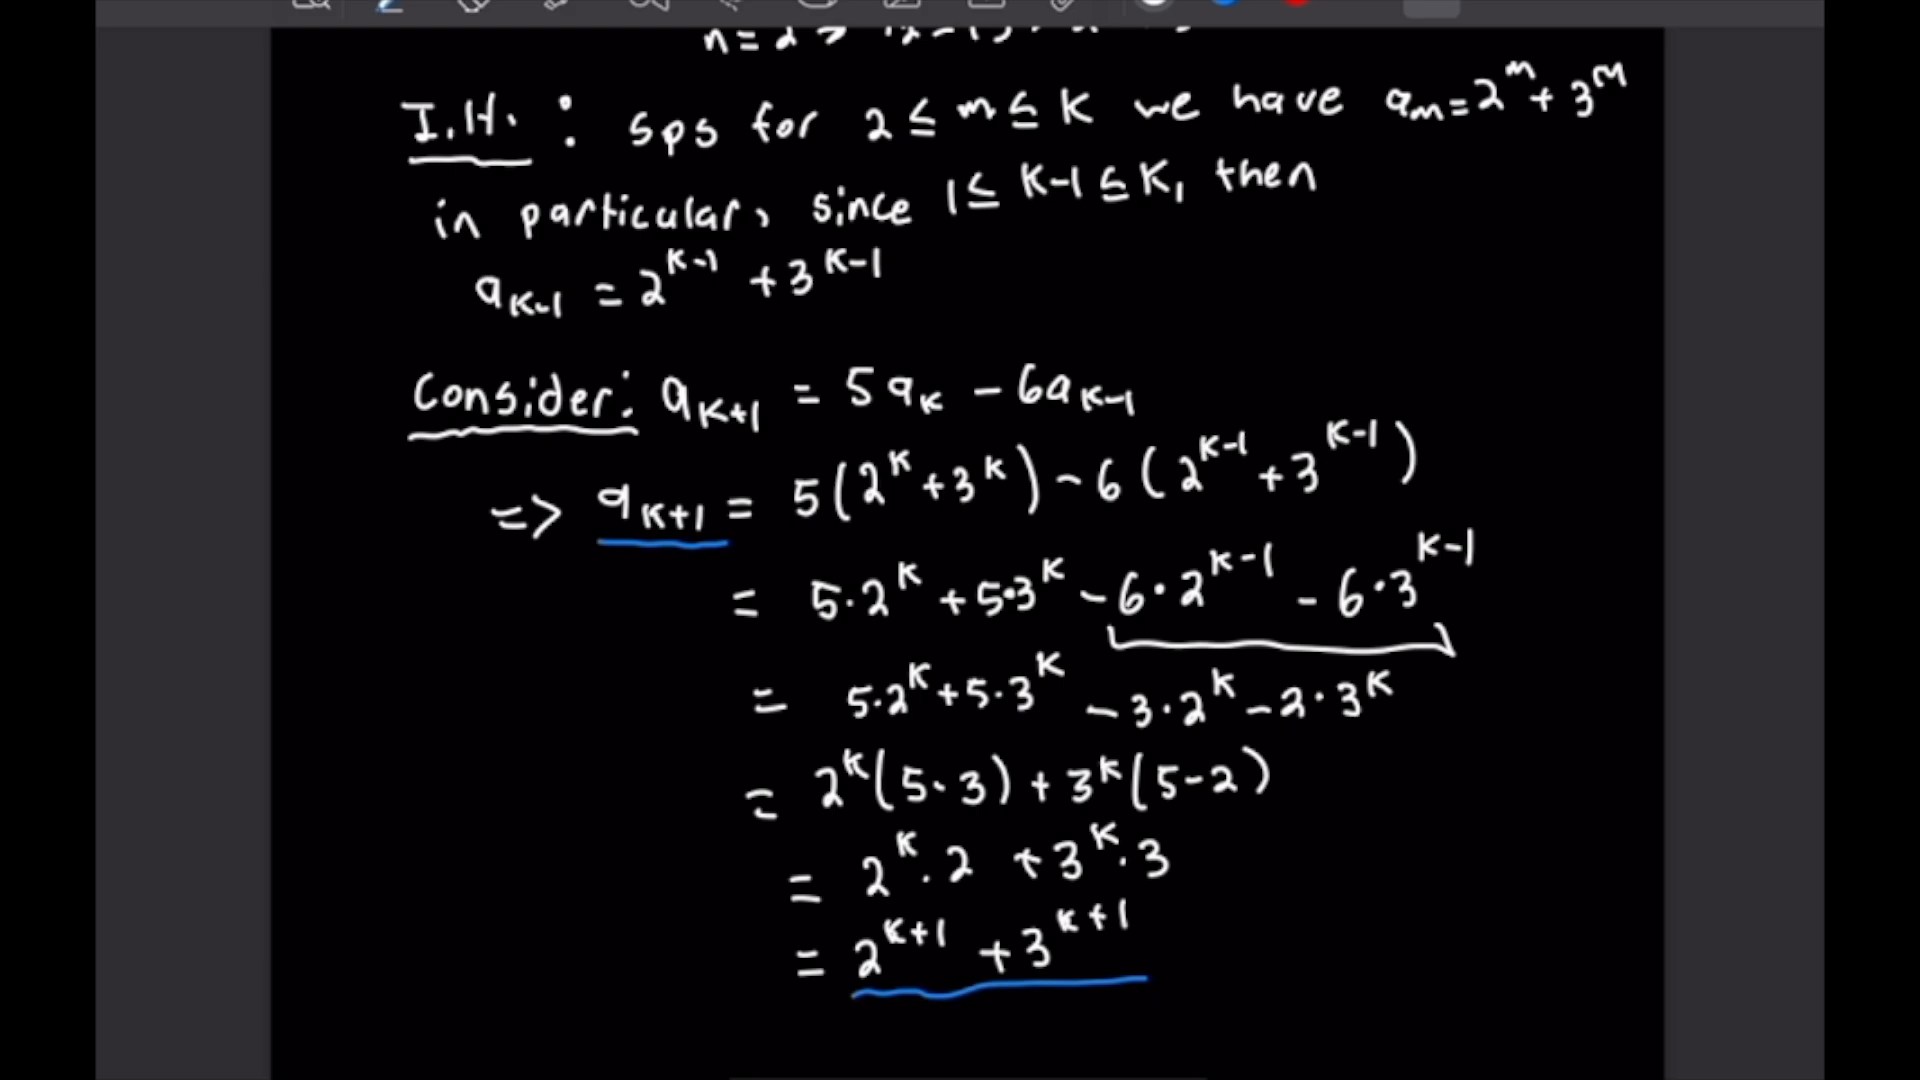 n=2
I.H. : sps for 2 ≤ m ≤ K we have a_m = 2^m + 3^m
in particular, since 1 ≤ K-1 ≤ K, then
a_{K-1} = 2^{K-1} + 3^{K-1}
Consider: a_{K+1} = 5a_K - 6a_{K-1}
=> a_{K+1} = 5(2^K + 3^K) - 6(2^{K-1} + 3^{K-1})
= 5·2^K + 5·3^K - 6·2^{K-1} - 6·3^{K-1}
= 5·2^K + 5·3^K - 3·2^K - 2·3^K
= 2^K(5-3) + 3^K(5-2)
= 2^K·2 + 3^K·3
= 2^{K+1} + 3^{K+1}